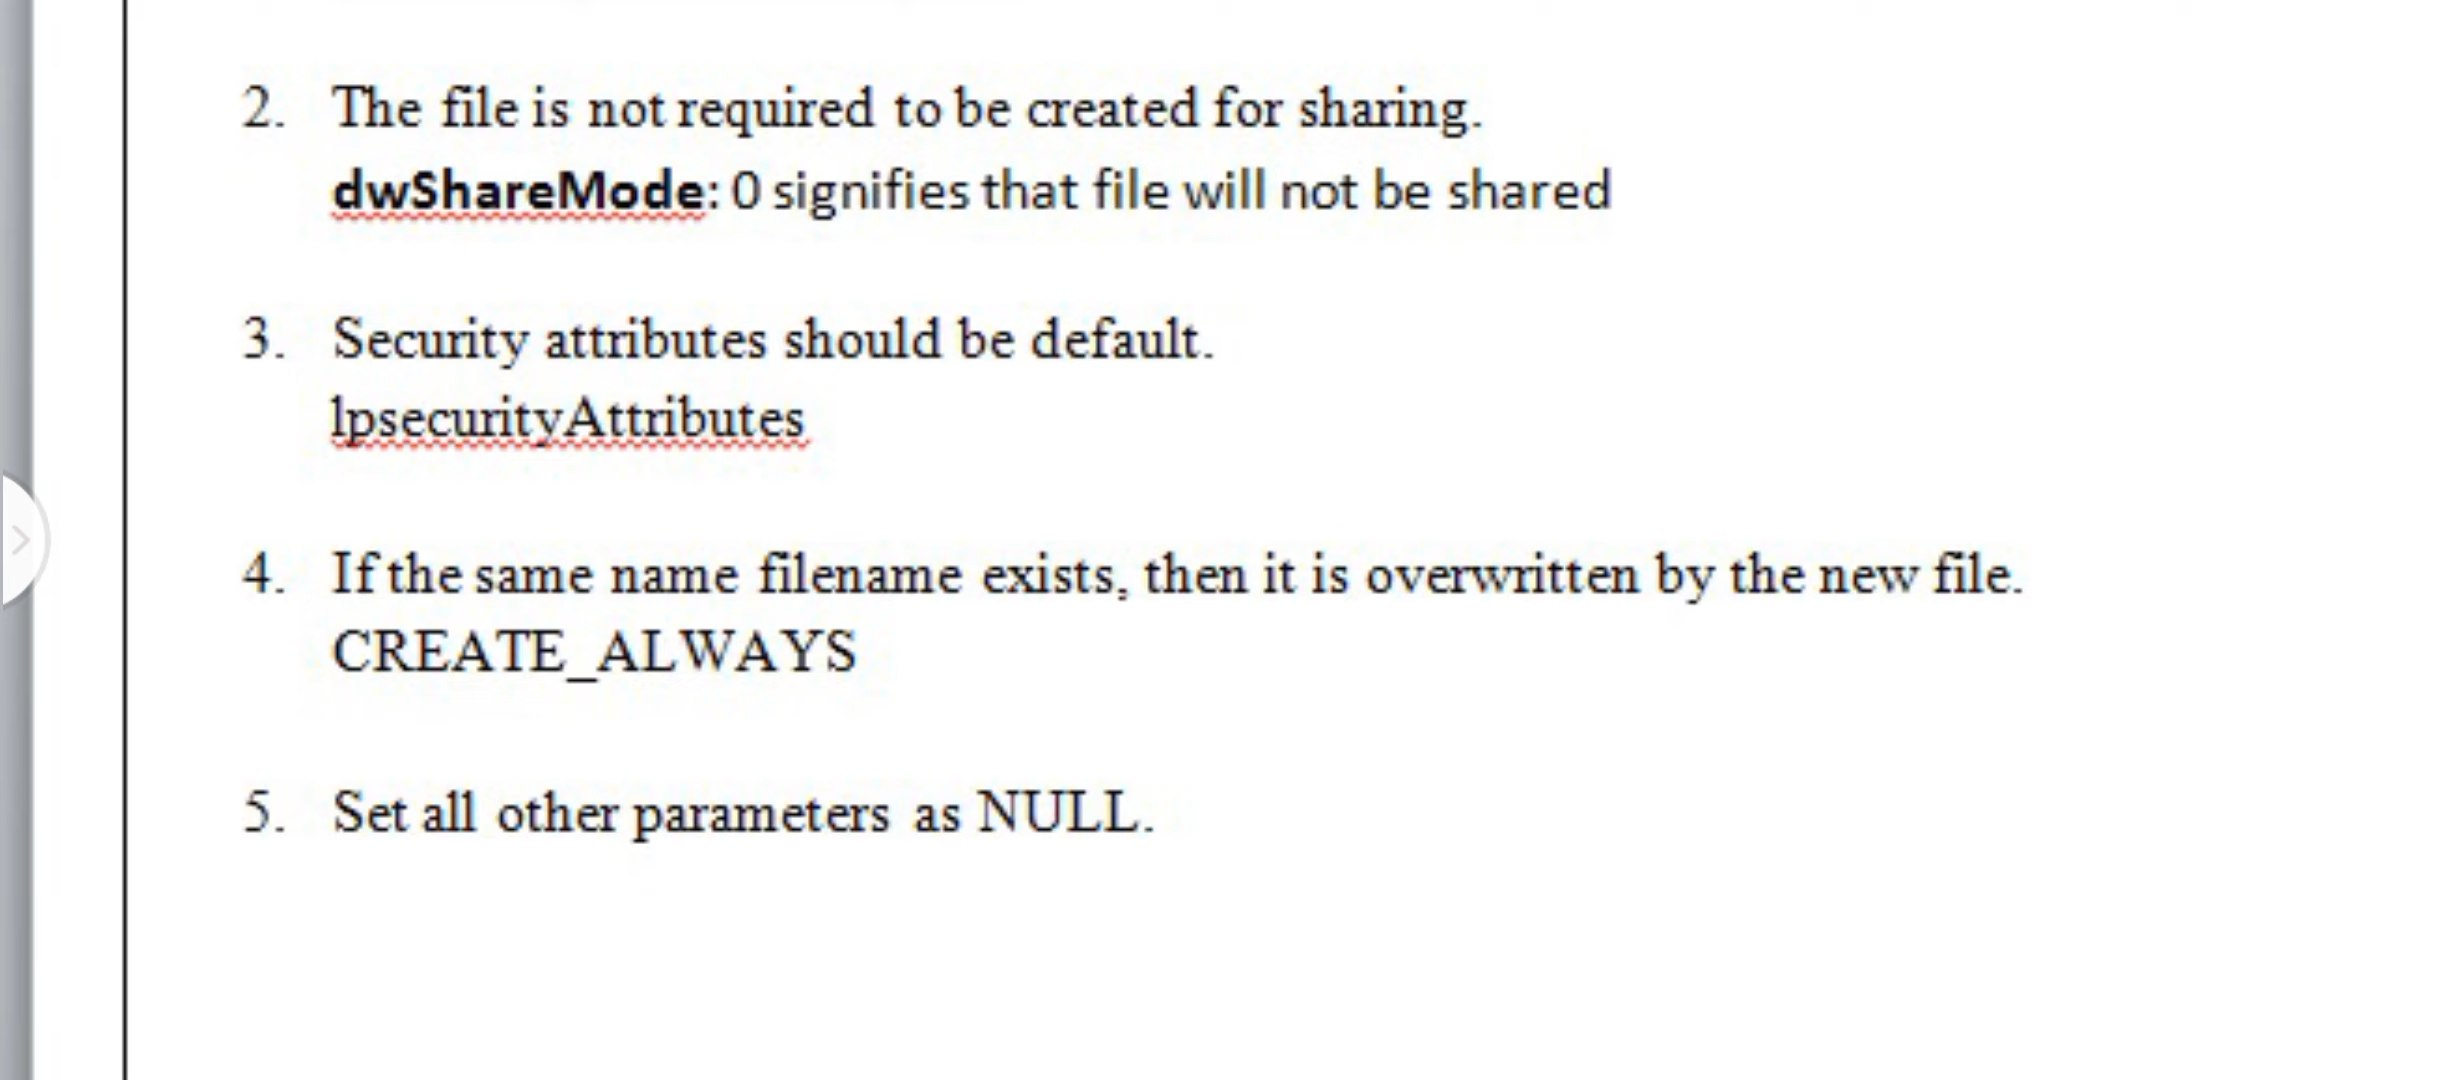 2. The file is not required to be created for sharing.
dwShareMode: 0 signifies that file will not be shared
3. Security attributes should be default.
lpsecurityAttributes
4. If the same name filename exists, then it is overwritten by the new file.
CREATE_ALWAYS
5. Set all other parameters as NULL.